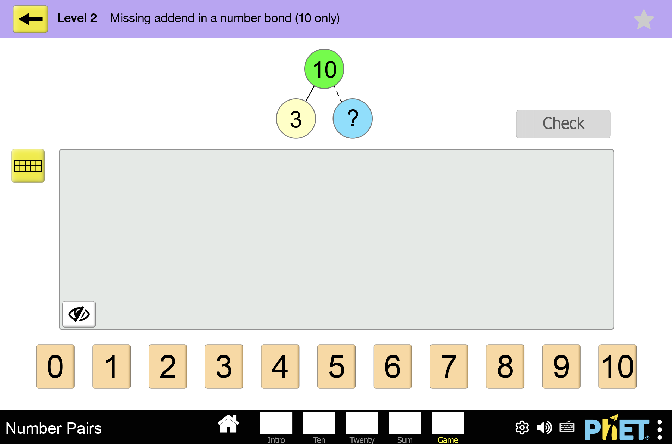 Level 2 Missing addend in a number bond (10 only)
10
3 ?
Check
0 1 2 3 4 5 6 7 8 9 10
Number Pairs
Intro Ten Twenty Sum Game
PhET